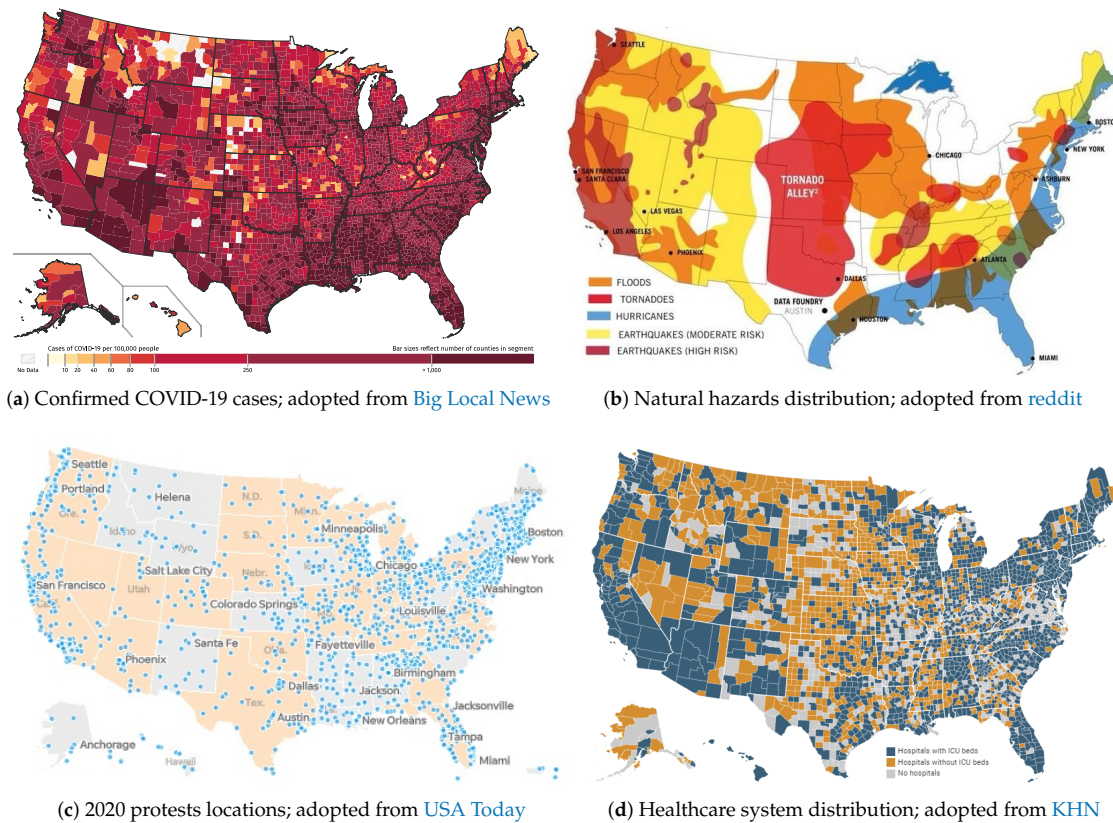 Cases of COVID-19 per 100,000 people
Bar sizes reflect number of counties in segment
No Data
10 20 40 60 80 100 250 >1,000
(a) Confirmed COVID-19 cases; adopted from Big Local News
SEATTLE
BOSTON
CHICAGO
NEW YORK
SAN FRANCISCO
SANTA CLARA
TORNADO
ALLEY²
ASHBURN
LAS VEGAS
LOS ANGELES
PHOENIX
ATLANTA
DALLAS
FLOODS
TORNADOES
HURRICANES
EARTHQUAKES (MODERATE RISK)
EARTHQUAKES (HIGH RISK)
DATA FOUNDRY
AUSTIN
HOUSTON
MIAMI
(b) Natural hazards distribution; adopted from reddit
Seattle
Portland
Helena
N.D.
Minn.
Maine
Ore.
Idaho
Wyo.
S.D.
Minneapolis
Boston
Salt Lake City
Nebr.
Chicago
New York
San Francisco
Utah
Washington
Colorado Springs
Louisville
Santa Fe
Okla.
Fayetteville
Phoenix
Birmingham
Dallas
Jackson
Tex.
Jacksonville
Austin
New Orleans
Tampa
Anchorage
Miami
Hawaii
(c) 2020 protests locations; adopted from USA Today
Hospitals with ICU beds
Hospitals without ICU beds
No hospitals
(d) Healthcare system distribution; adopted from KHN